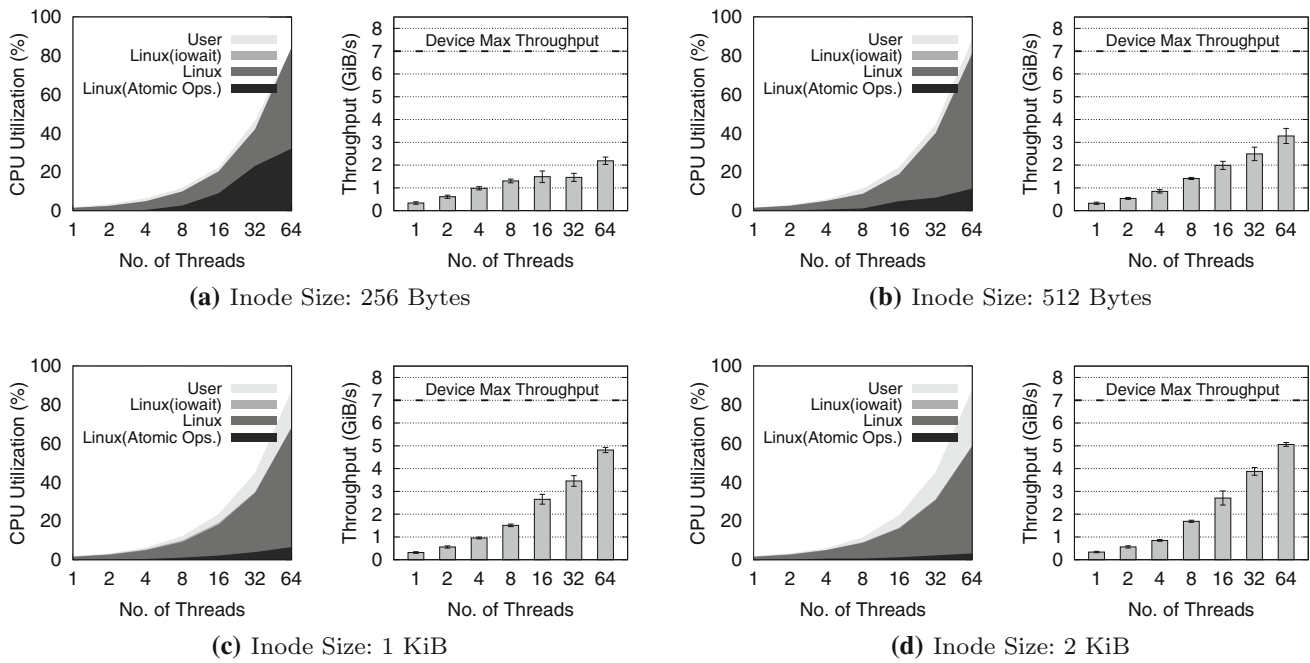 CPU Utilization (%)
100
80
60
40
20
0
User
Linux(iowait)
Linux
Linux(Atomic Ops.)
1 2 4 8 16 32 64
No. of Threads
Throughput (GiB/s)
8
7
6
5
4
3
2
1
0
Device Max Throughput
1 2 4 8 16 32 64
No. of Threads
(a) Inode Size: 256 Bytes
CPU Utilization (%)
100
80
60
40
20
0
User
Linux(iowait)
Linux
Linux(Atomic Ops.)
1 2 4 8 16 32 64
No. of Threads
Throughput (GiB/s)
8
7
6
5
4
3
2
1
0
Device Max Throughput
1 2 4 8 16 32 64
No. of Threads
(b) Inode Size: 512 Bytes
CPU Utilization (%)
100
80
60
40
20
0
User
Linux(iowait)
Linux
Linux(Atomic Ops.)
1 2 4 8 16 32 64
No. of Threads
Throughput (GiB/s)
8
7
6
5
4
3
2
1
0
Device Max Throughput
1 2 4 8 16 32 64
No. of Threads
(c) Inode Size: 1 KiB
CPU Utilization (%)
100
80
60
40
20
0
User
Linux(iowait)
Linux
Linux(Atomic Ops.)
1 2 4 8 16 32 64
No. of Threads
Throughput (GiB/s)
8
7
6
5
4
3
2
1
0
Device Max Throughput
1 2 4 8 16 32 64
No. of Threads
(d) Inode Size: 2 KiB